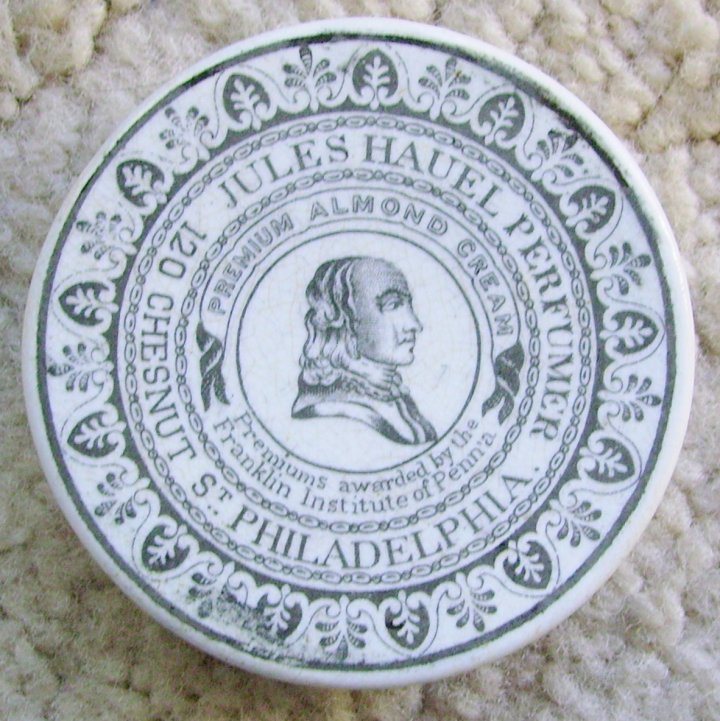 JULES HAUEL PERFUMER
120 CHESNUT ST. PHILADELPHIA.
PREMIUM ALMOND CREAM
Premiums awarded by the
Franklin Institute of Penn'a